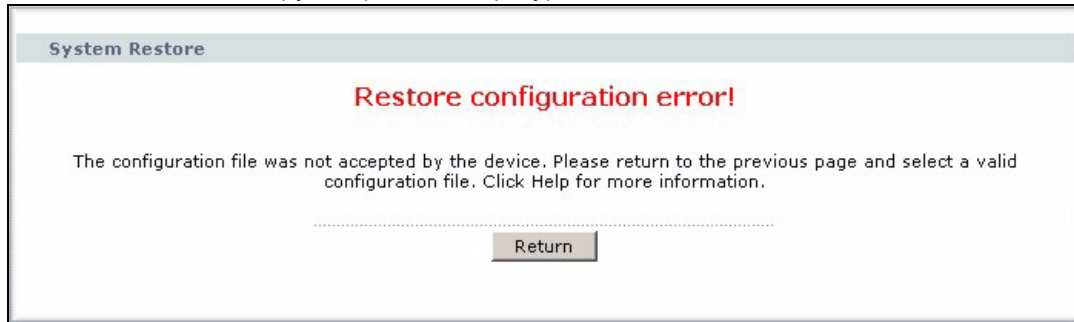 System Restore
Restore configuration error!
The configuration file was not accepted by the device. Please return to the previous page and select a valid
configuration file. Click Help for more information.
Return